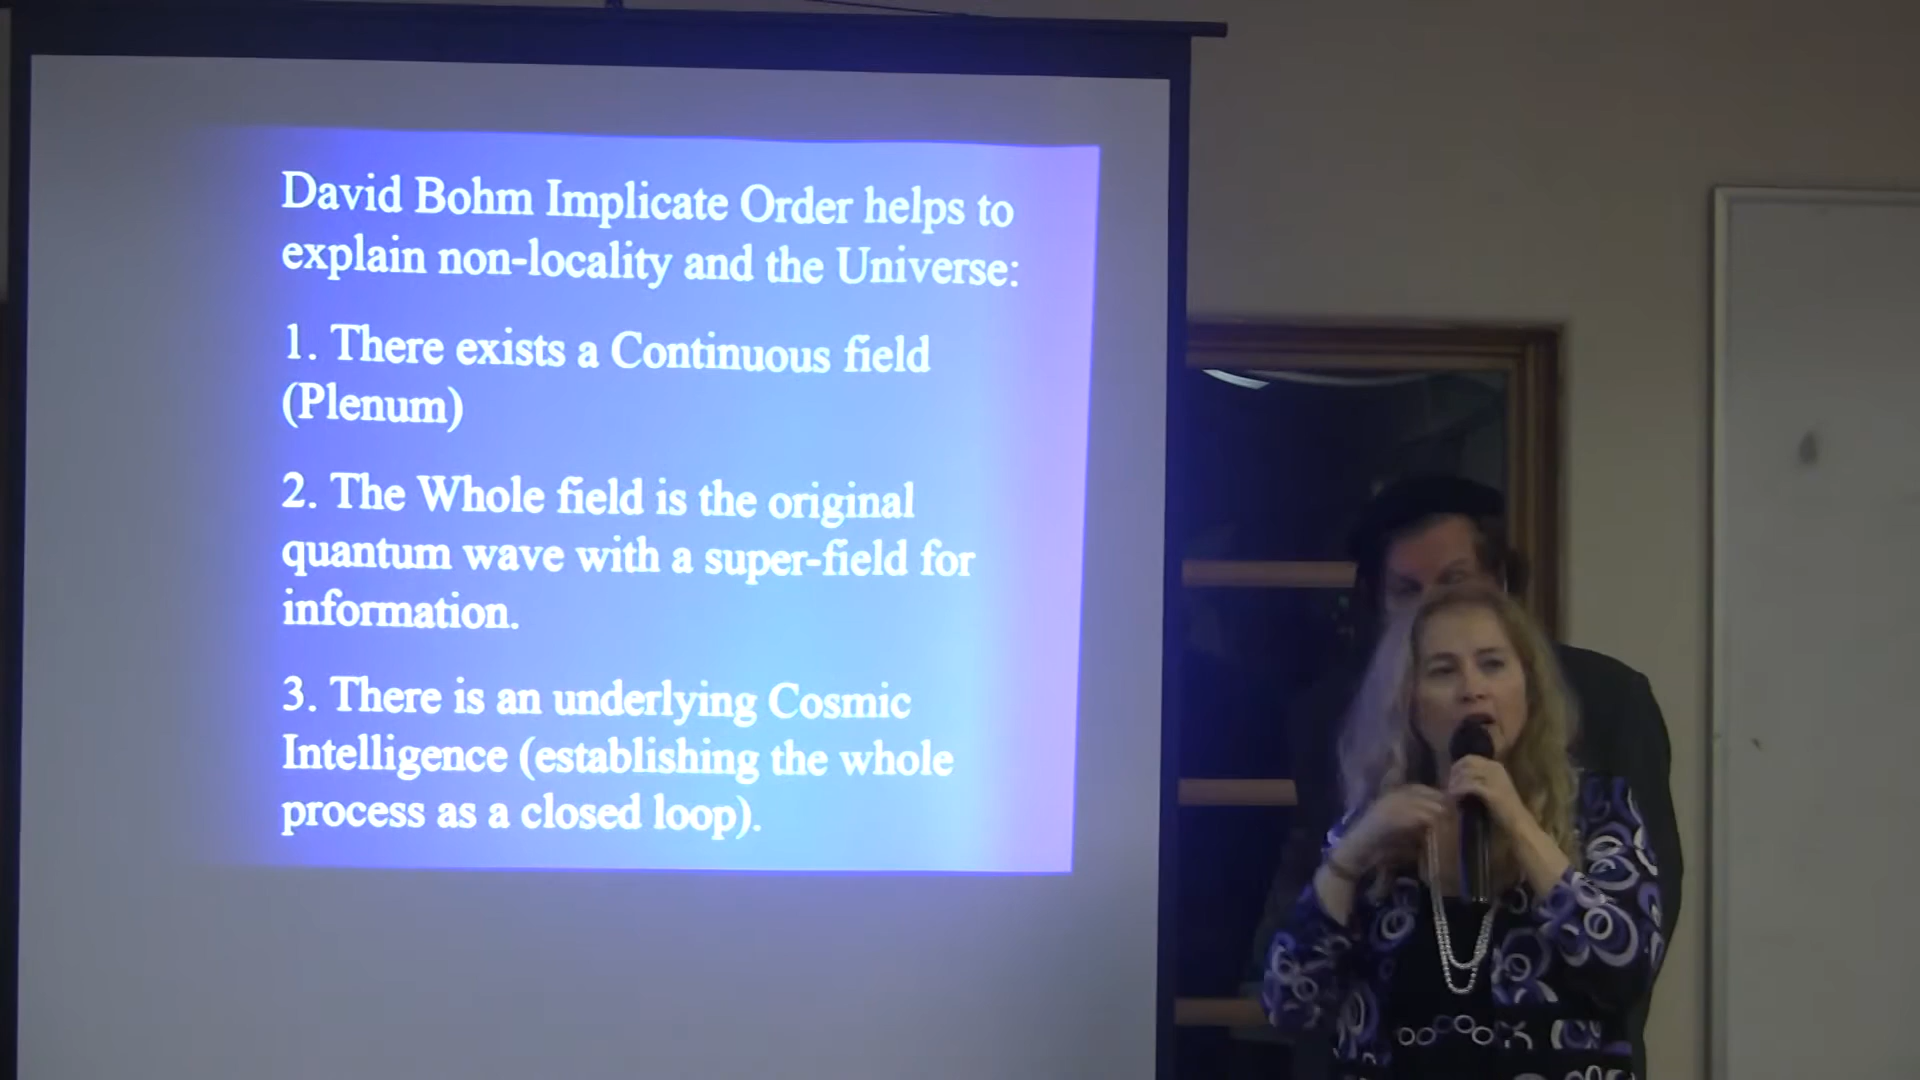 David Bohm Implicate Order helps to
explain non-locality and the Universe:
1. There exists a Continuous field
(Plenum)
2. The Whole field is the original
quantum wave with a super-field for
information.
3. There is an underlying Cosmic
Intelligence (establishing the whole
process as a closed loop).